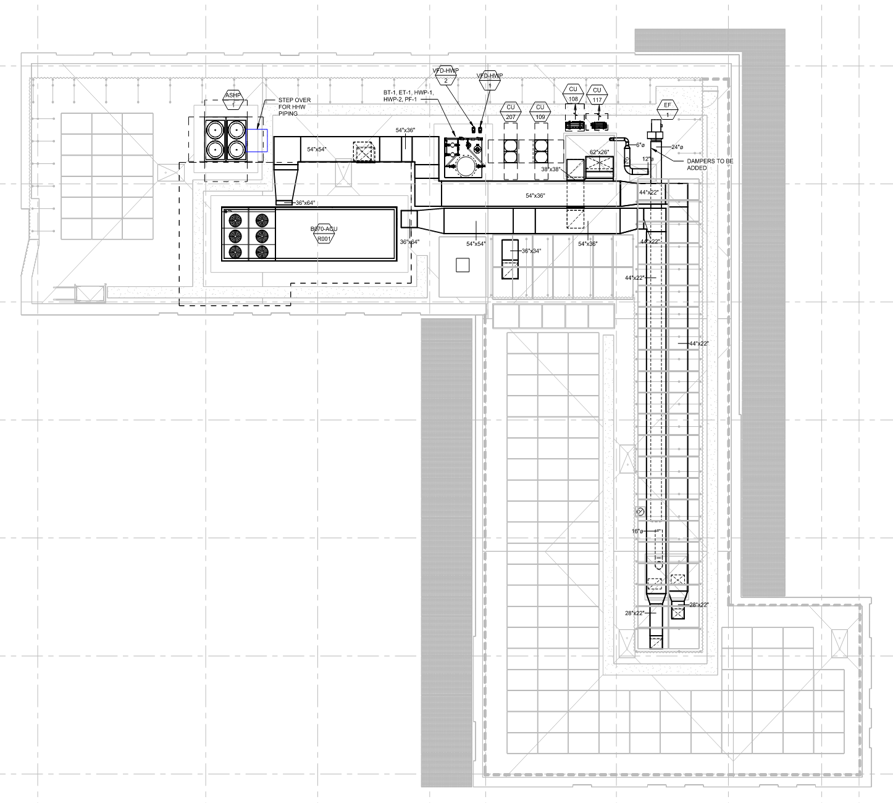 VFD-HWP
2
VFD-HWP
1
ASHP
1
STEP OVER
FOR HHW
PIPING
BT-1, ET-1, HWP-1,
HWP-2, PF-1
CU
207
CU
109
CU
108
CU
117
EF
1
54"x36"
54"x54"
62"x26"
38"x38"
6"ø
12"ø
24"ø
DAMPERS TO BE
ADDED
36"x64"
54"x36"
44"x22"
R001
36"x64"
54"x54"
36"x34"
54"x36"
44"x22"
44"x22"
44"x22"
16"ø
28"x22"
28"x22"